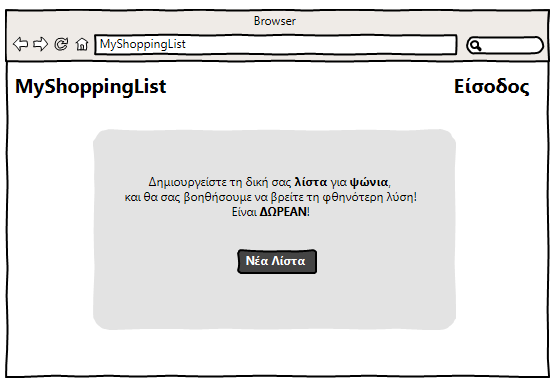 Browser
MyShoppingList
MyShoppingList
Είσοδος
Δημιουργείστε τη δική σας λίστα για ψώνια,
και θα σας βοηθήσουμε να βρείτε τη φθηνότερη λύση!
Είναι ΔΩΡΕΑΝ!
Νέα Λίστα